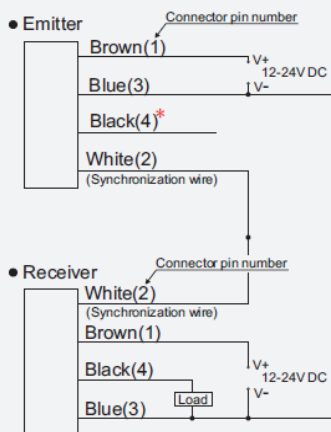 ● Emitter
Connector pin number
Brown(1)
V+
12-24V DC
Blue(3)
V-
Black(4)*
White(2)
(Synchronization wire)
● Receiver
Connector pin number
White(2)
(Synchronization wire)
Brown(1)
V+
Black(4)
12-24V DC
Load
V-
Blue(3)